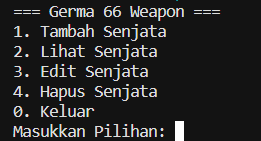 === Germa 66 Weapon ===
1. Tambah Senjata
2. Lihat Senjata
3. Edit Senjata
4. Hapus Senjata
0. Keluar
Masukkan Pilihan: